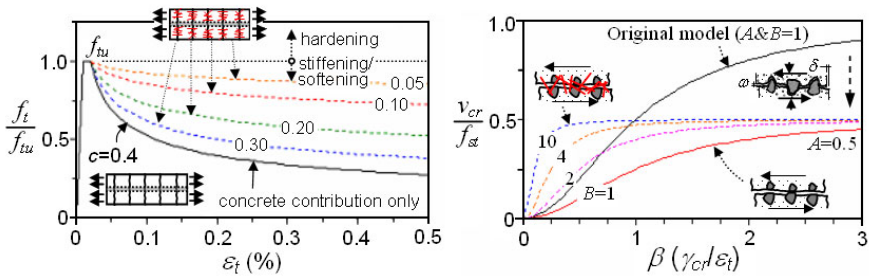 f_tu
hardening
stiffening/
softening
1.0
0.5
0
f_t
f_tu
0.05
0.10
0.20
0.30
c=0.4
concrete contribution only
0 0.1 0.2 0.3 0.4 0.5
ε_t (%)
Original model (A&B=1)
1.0
0.5
0.0
v_cr
f_st
ω
δ
10
4
2
B=1
A=0.5
0 1 2 3
β (γ_cr/ε_t)